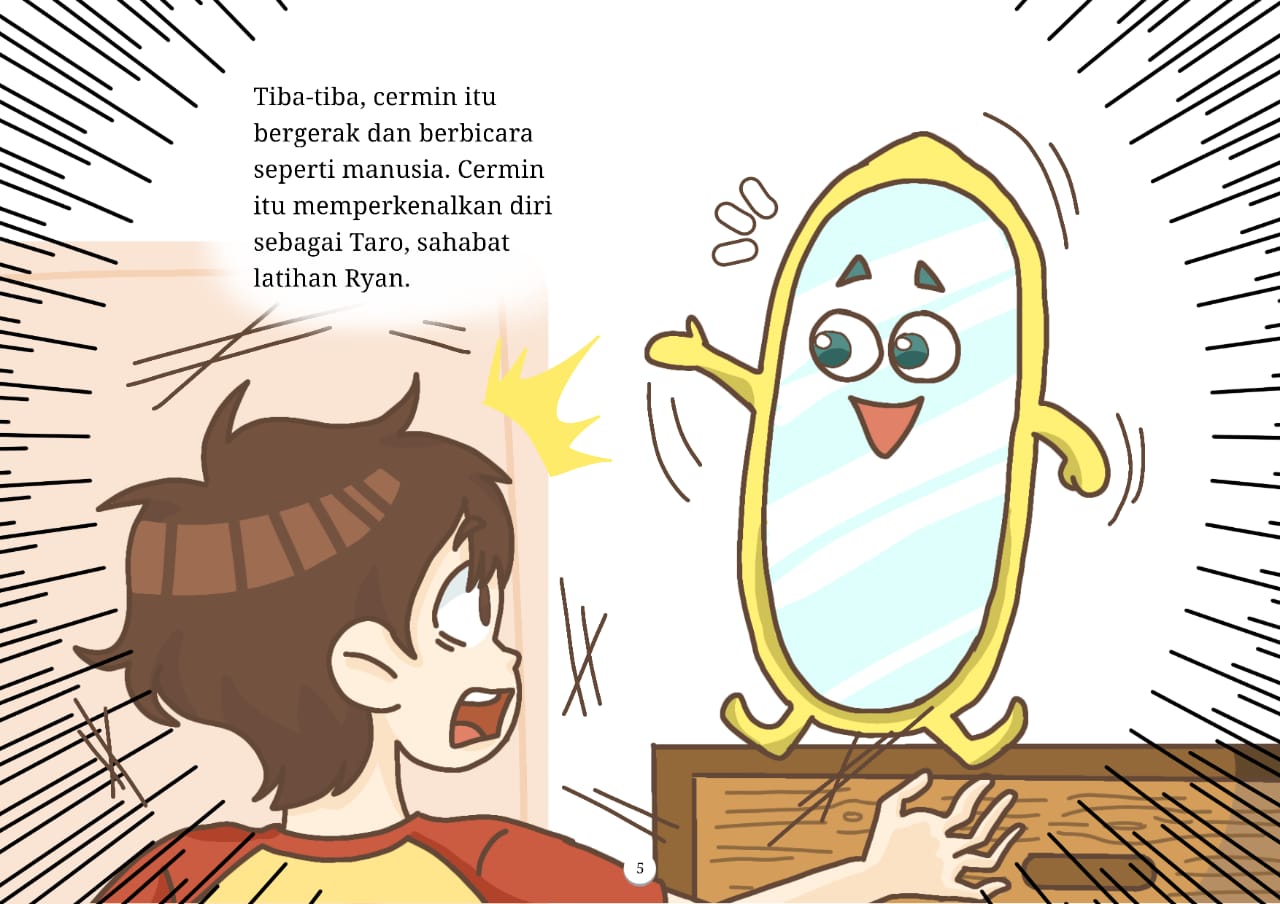 Tiba-tiba, cermin itu
bergerak dan berbicara
seperti manusia. Cermin
itu memperkenalkan diri
sebagai Taro, sahabat
latihan Ryan.
5